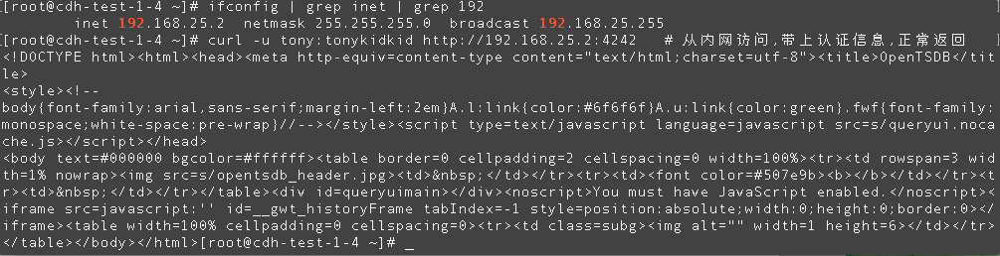 [root@cdh-test-1-4 ~]# ifconfig | grep inet | grep 192
        inet 192.168.25.2  netmask 255.255.255.0  broadcast 192.168.25.255
[root@cdh-test-1-4 ~]# curl -u tony:tonykidkid http://192.168.25.2:4242   # 从内网访问,带上认证信息,正常返回
<!DOCTYPE html><html><head><meta http-equiv=content-type content="text/html;charset=utf-8"><title>OpenTSDB</tit
le>
<style><!--
body{font-family:arial,sans-serif;margin-left:2em}A.l:link{color:#6f6f6f}A.u:link{color:green}.fwf{font-family:
monospace;white-space:pre-wrap}//--></style><script type=text/javascript language=javascript src=s/queryui.noca
che.js></script></head>
<body text=#000000 bgcolor=#ffffff><table border=0 cellpadding=2 cellspacing=0 width=100%><tr><td rowspan=3 wid
th=1% nowrap><img src=s/opentsdb_header.jpg><td>&nbsp;</td></tr><tr><td><font color=#507e9b><b></b></td></tr><t
r><td>&nbsp;</td></tr></table><div id=queryuimain></div><noscript>You must have JavaScript enabled.</noscript><
iframe src=javascript:'' id=__gwt_historyFrame tabIndex=-1 style=position:absolute;width:0;height:0;border:0></
iframe><table width=100% cellpadding=0 cellspacing=0><tr><td class=subg><img alt="" width=1 height=6></td></tr>
</table></body></html>[root@cdh-test-1-4 ~]# _